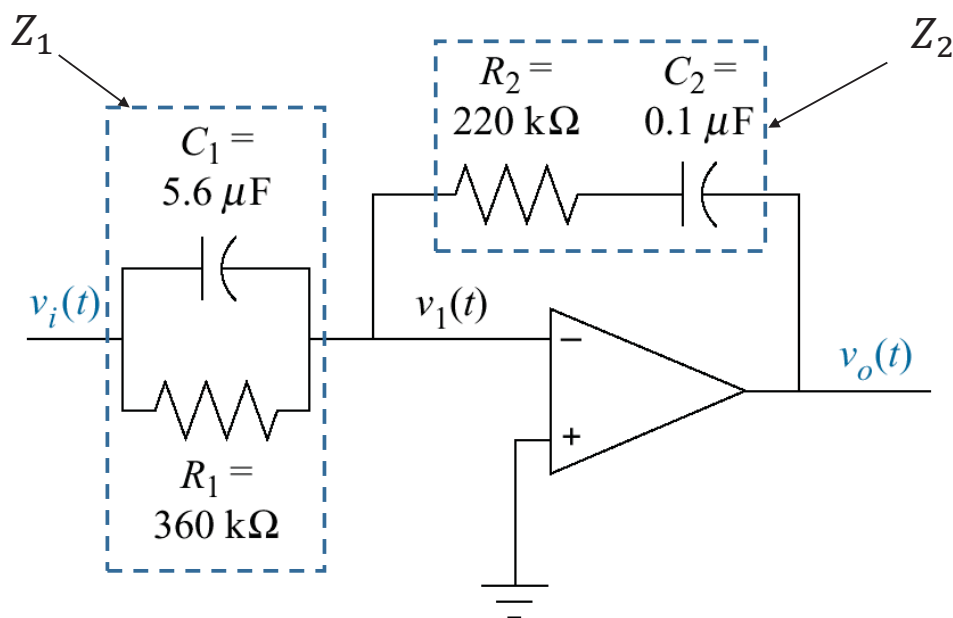 Z₁
Z₂
R₂ =
220 kΩ
C₂ =
0.1 μF
C₁ =
5.6 μF
vᵢ(t)
v₁(t)
−
vₒ(t)
+
R₁ =
360 kΩ